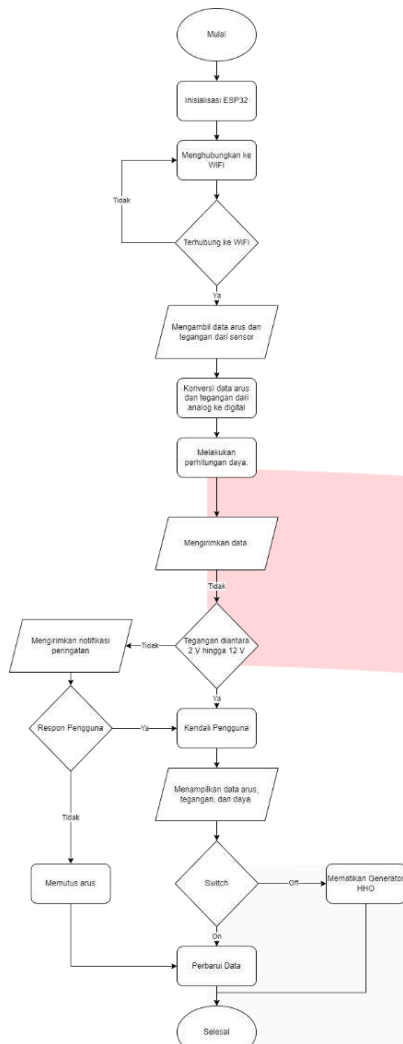 Mulai
Inisialisasi ESP32
Menghubungkan ke
WiFi
Tidak
Terhubung ke WiFi
Ya
Mengambil data arus dan
tegangan dari sensor
Konversi data arus
dan tegangan dari
analog ke digital
Melakukan
perhitungan daya.
Mengirimkan data
Tidak
Tegangan diantara
2 V hingga 12 V
Tidak
Mengirimkan notifikasi
peringatan
Ya
Respon Pengguna
Ya
Kendali Pengguna
Menampilkan data arus,
tegangan, dan daya.
Tidak
Switch
Off
Mematikan Generator
HHO
Memutus arus
On
Perbarui Data
Selesai